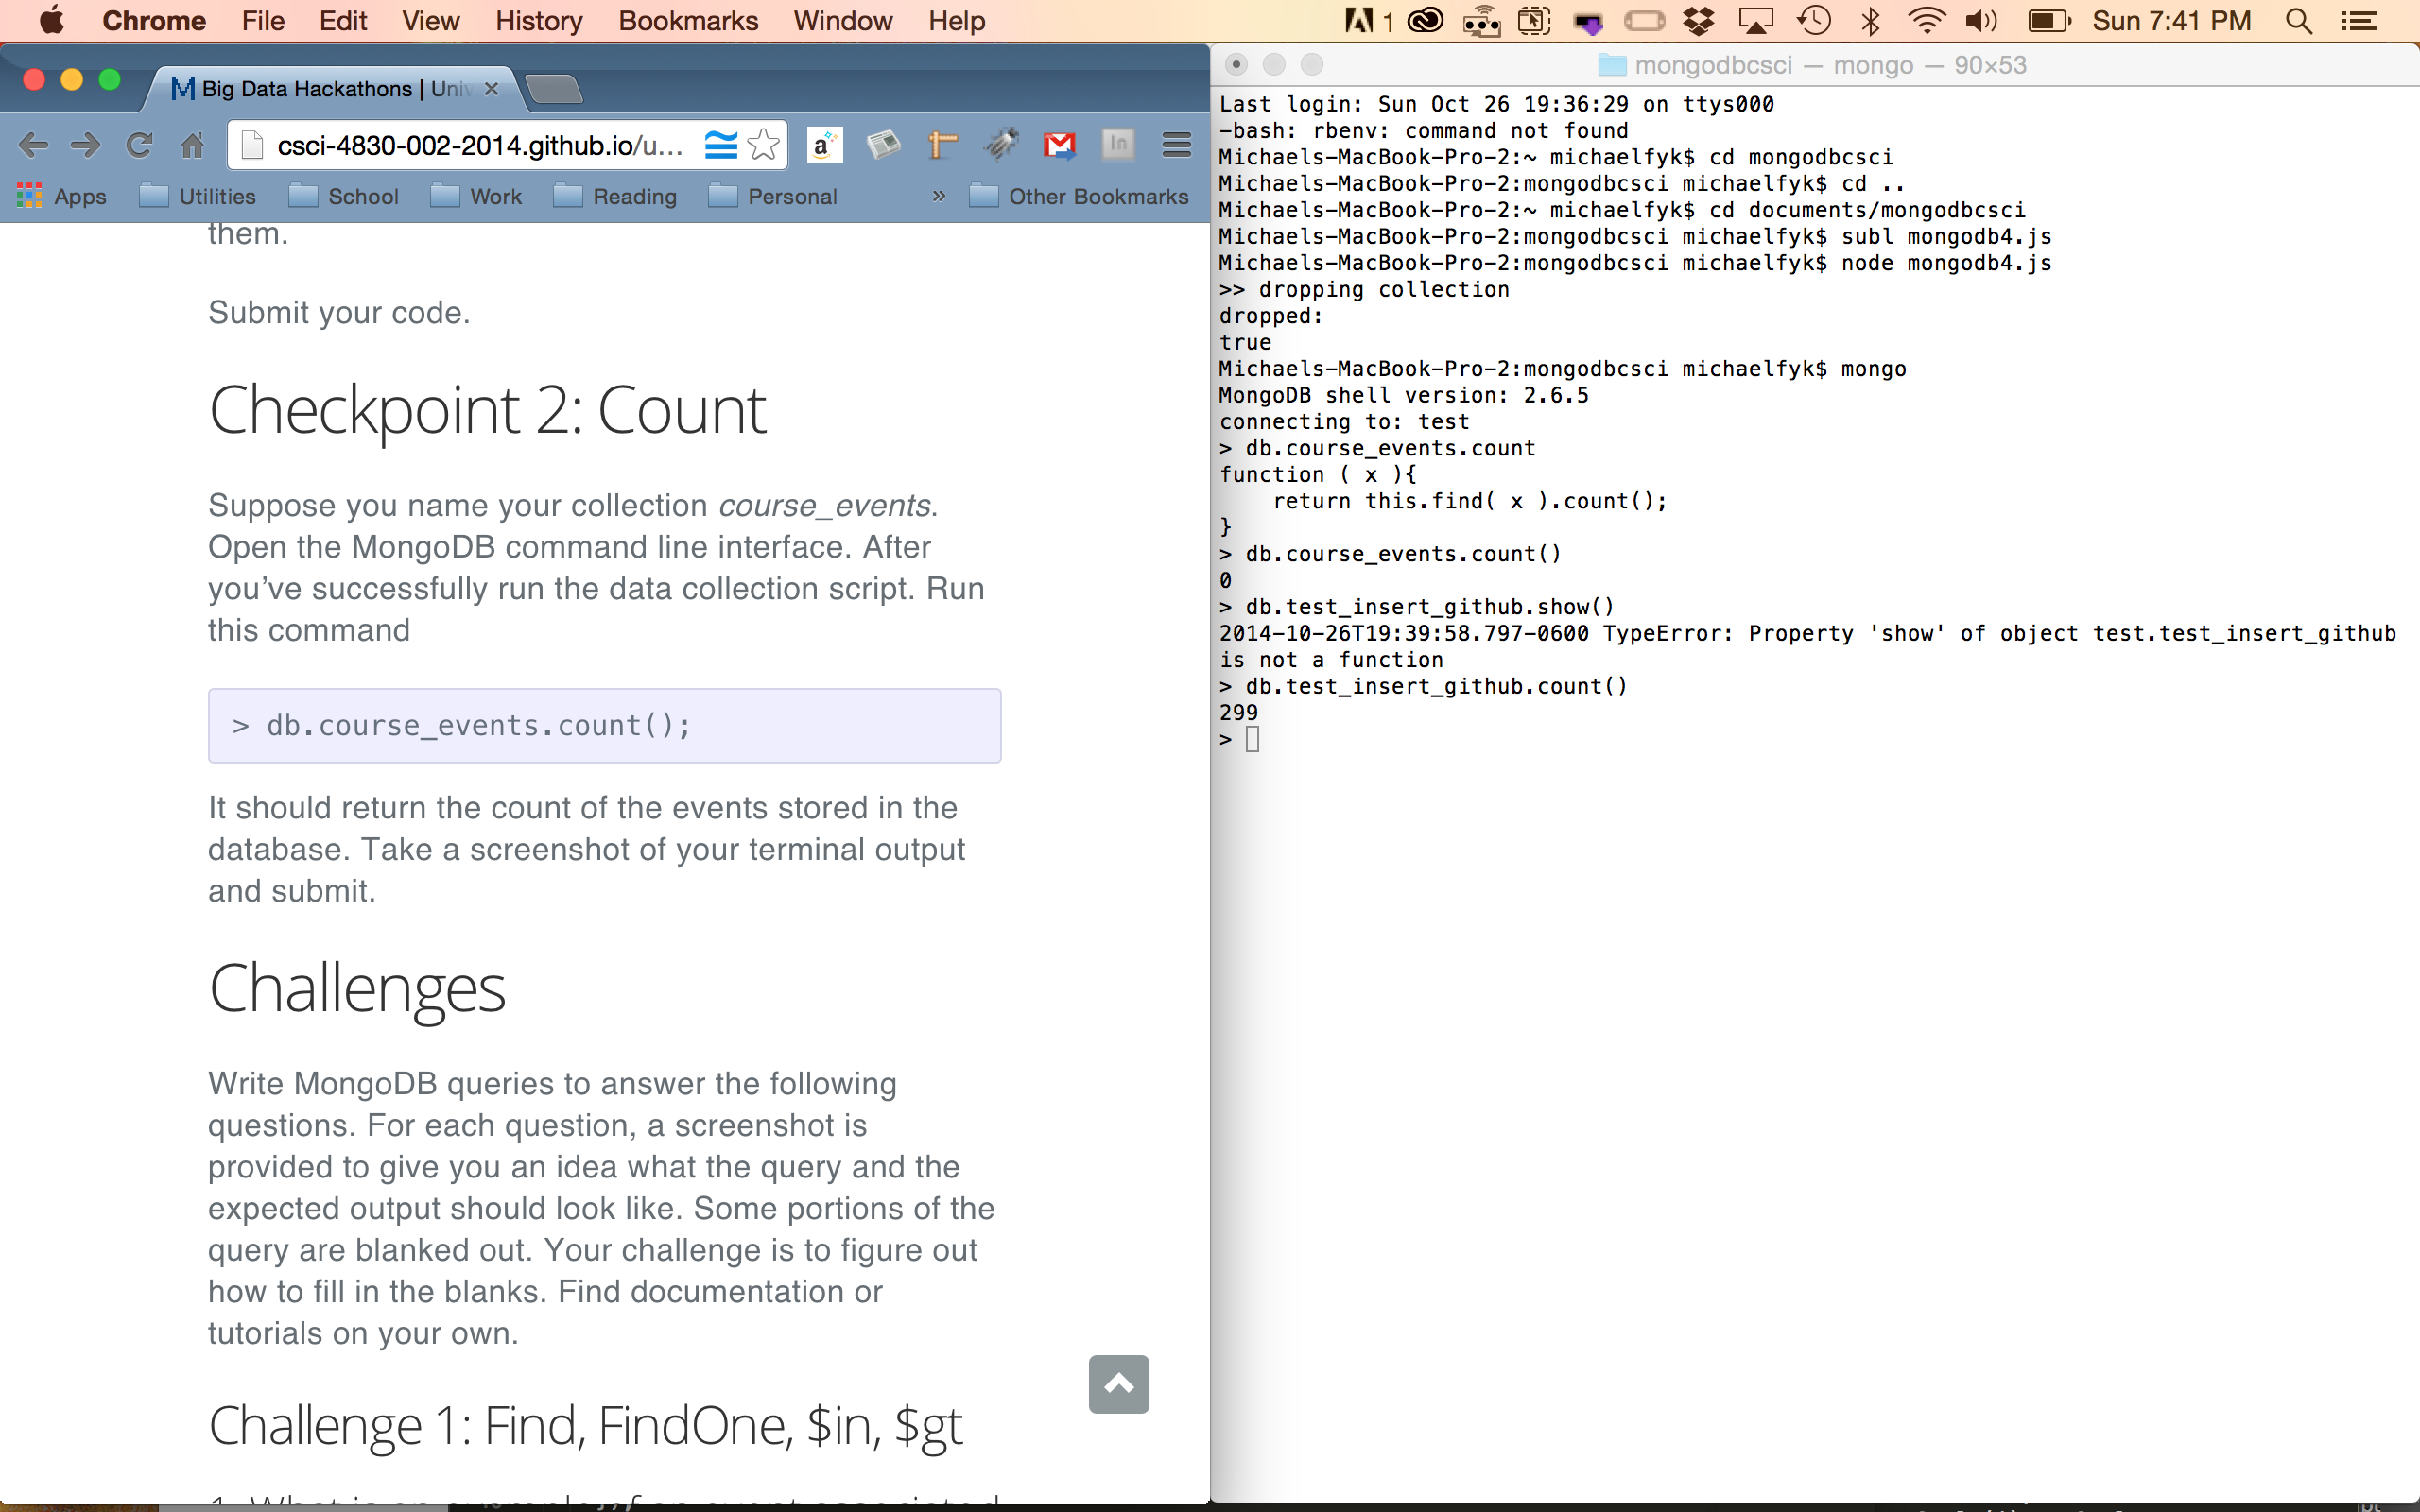 Chrome File Edit View History Bookmarks Window Help 1 Sun 7:41 PM
Big Data Hackathons | Univ
csci-4830-002-2014.github.io/u...
a
In
Apps Utilities School Work Reading Personal » Other Bookmarks
them.
Submit your code.
Checkpoint 2: Count
Suppose you name your collection course_events.
Open the MongoDB command line interface. After
you've successfully run the data collection script. Run
this command
> db.course_events.count();
It should return the count of the events stored in the
database. Take a screenshot of your terminal output
and submit.
Challenges
Write MongoDB queries to answer the following
questions. For each question, a screenshot is
provided to give you an idea what the query and the
expected output should look like. Some portions of the
query are blanked out. Your challenge is to figure out
how to fill in the blanks. Find documentation or
tutorials on your own.
Challenge 1: Find, FindOne, $in, $gt
mongodbcsci — mongo — 90×53
Last login: Sun Oct 26 19:36:29 on ttys000
-bash: rbenv: command not found
Michaels-MacBook-Pro-2:~ michaelfyk$ cd mongodbcsci
Michaels-MacBook-Pro-2:mongodbcsci michaelfyk$ cd ..
Michaels-MacBook-Pro-2:~ michaelfyk$ cd documents/mongodbcsci
Michaels-MacBook-Pro-2:mongodbcsci michaelfyk$ subl mongodb4.js
Michaels-MacBook-Pro-2:mongodbcsci michaelfyk$ node mongodb4.js
>> dropping collection
dropped:
true
Michaels-MacBook-Pro-2:mongodbcsci michaelfyk$ mongo
MongoDB shell version: 2.6.5
connecting to: test
> db.course_events.count
function ( x ){
    return this.find( x ).count();
}
> db.course_events.count()
0
> db.test_insert_github.show()
2014-10-26T19:39:58.797-0600 TypeError: Property 'show' of object test.test_insert_github
is not a function
> db.test_insert_github.count()
299
>